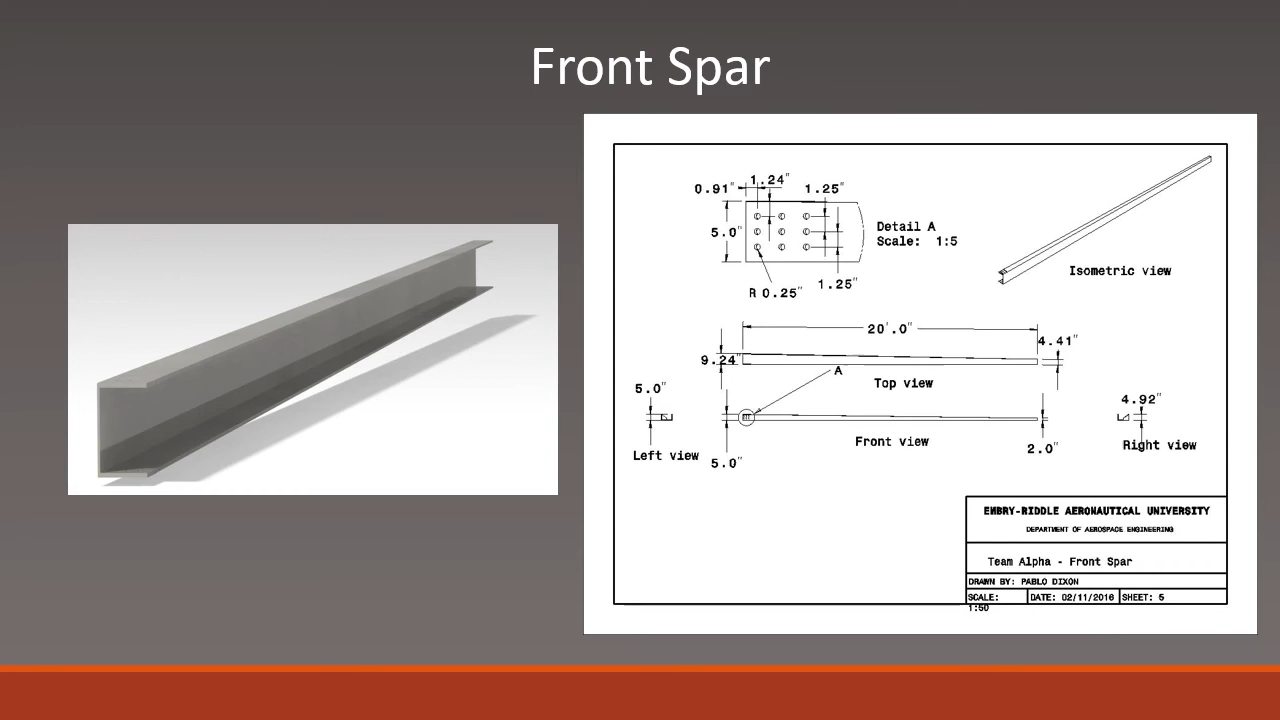 Front Spar
0.91" 1.24" 1.25"
5.0"
Detail A
Scale: 1:5
R 0.25" 1.25"
Isometric view
20'.0"
4.41"
9.24"
A
Top view
5.0"
4.92"
Front view
Left view
5.0"
2.0"
Right view
EMBRY-RIDDLE AERONAUTICAL UNIVERSITY
DEPARTMENT OF AEROSPACE ENGINEERING
Team Alpha - Front Spar
DRAWN BY: PABLO DIXON
SCALE: 1:50
DATE: 02/11/2016
SHEET: 5